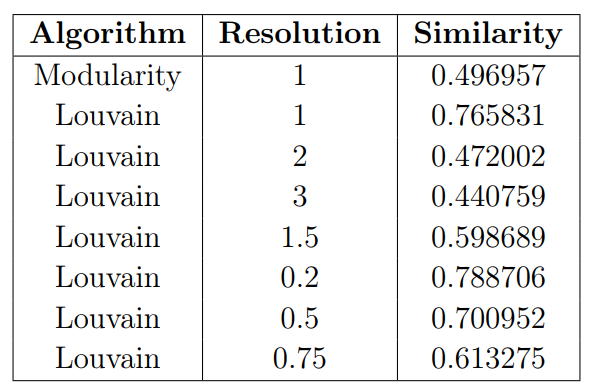 Algorithm Resolution Similarity
Modularity 1 0.496957
Louvain 1 0.765831
Louvain 2 0.472002
Louvain 3 0.440759
Louvain 1.5 0.598689
Louvain 0.2 0.788706
Louvain 0.5 0.700952
Louvain 0.75 0.613275